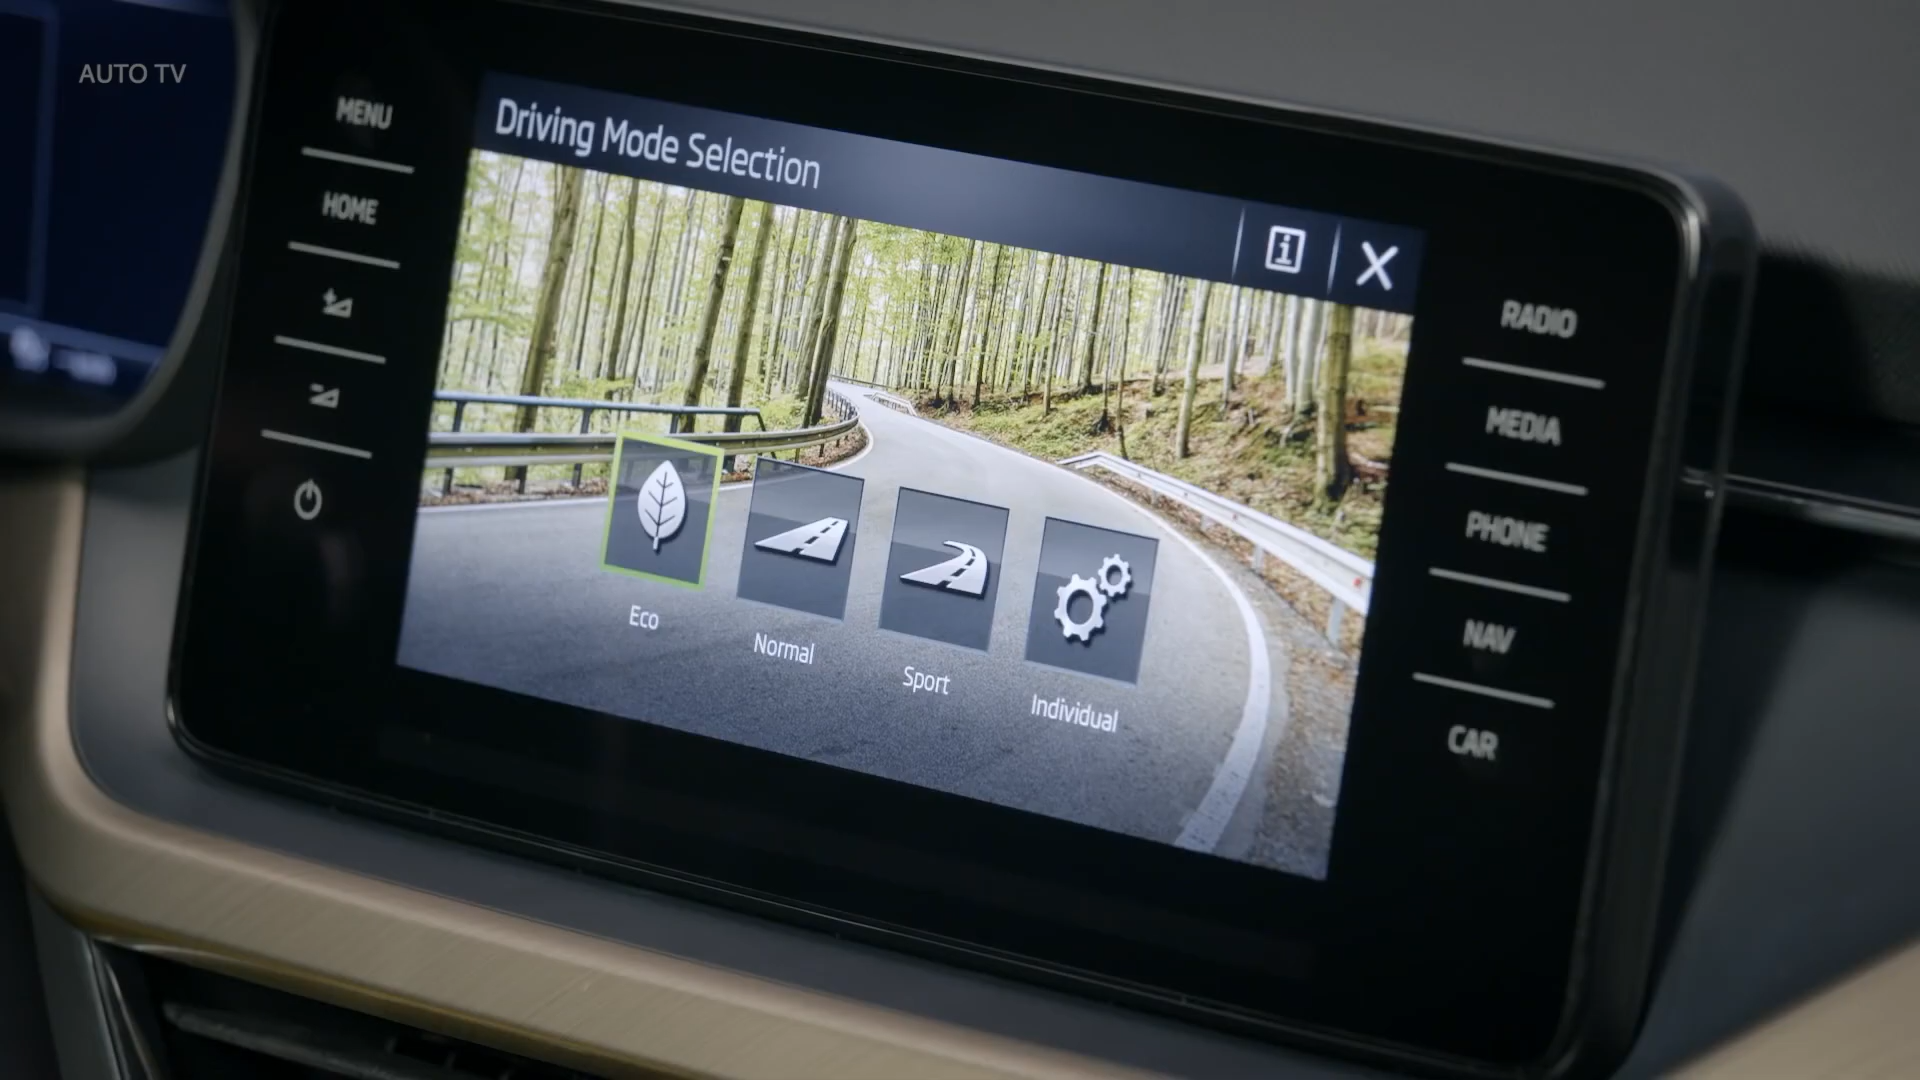 AUTO TV
MENU
HOME
Driving Mode Selection
Eco
Normal
Sport
Individual
RADIO
MEDIA
PHONE
NAV
CAR